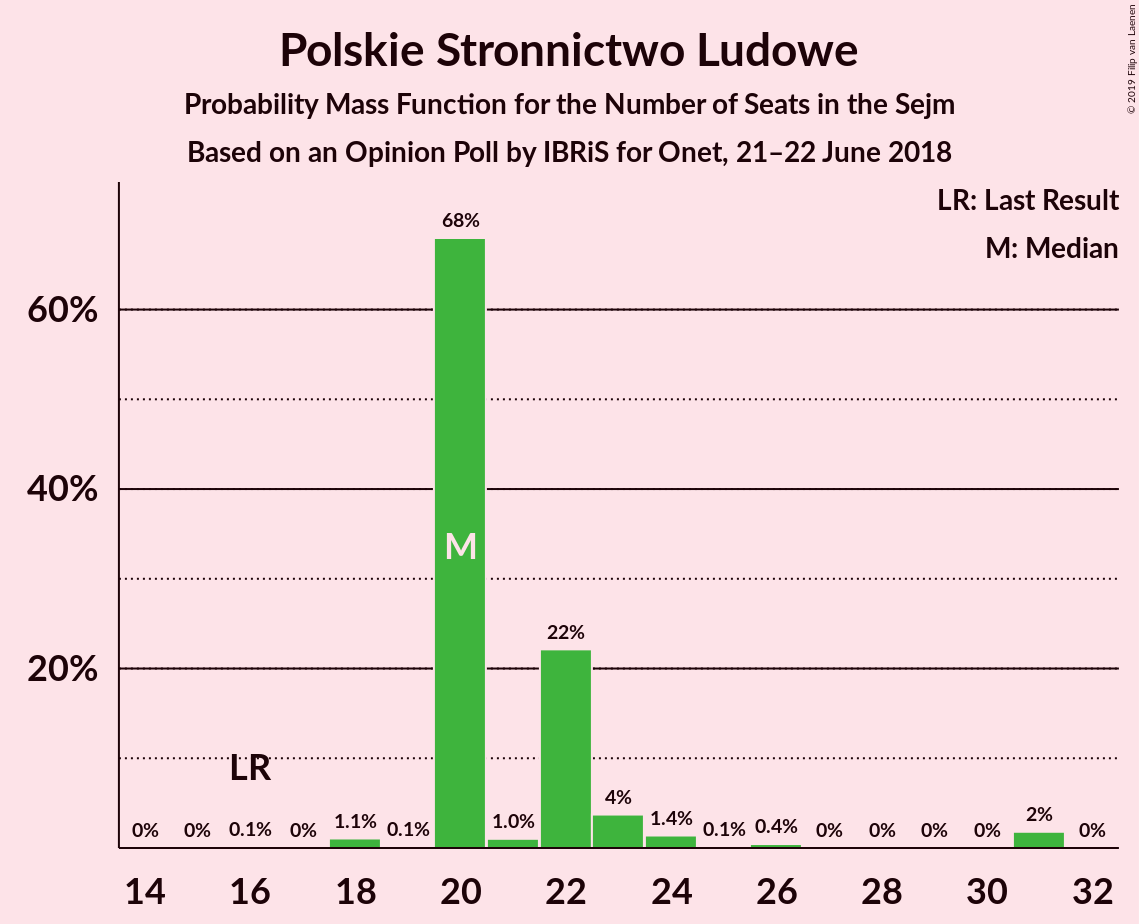 Polskie Stronnictwo Ludowe
Probability Mass Function for the Number of Seats in the Sejm
Based on an Opinion Poll by IBRiS for Onet, 21–22 June 2018
© 2019 Filip van Laenen
LR: Last Result
M: Median
68%
60%
40%
M
22%
20%
LR
0% 0% 0.1% 0% 1.1% 0.1% 1.0% 4% 1.4% 0.1% 0.4% 0% 0% 0% 0% 2% 0%
14 16 18 20 22 24 26 28 30 32